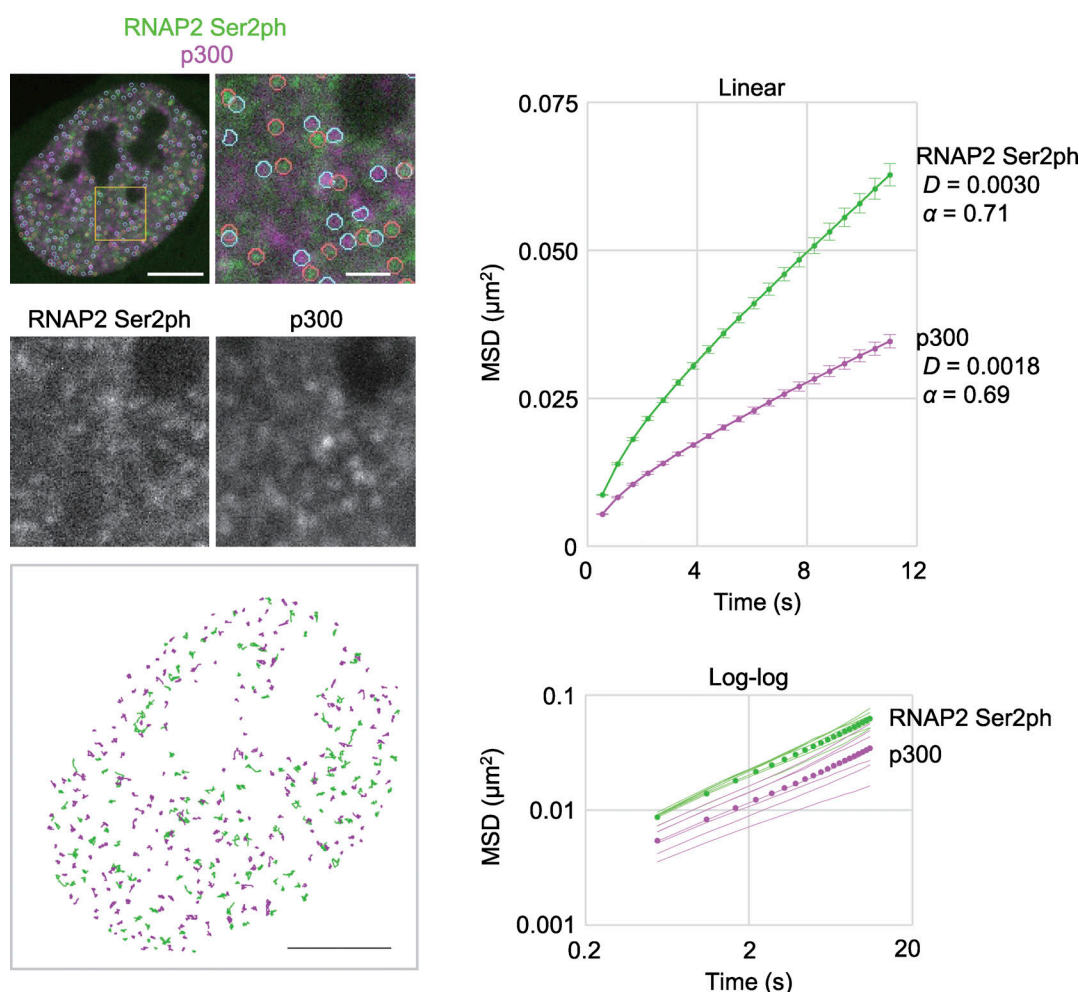 RNAP2 Ser2ph
p300
RNAP2 Ser2ph
p300
Linear
0.075
0.050
0.025
0
MSD (µm²)
0
4
8
12
Time (s)
RNAP2 Ser2ph
D = 0.0030
α = 0.71
p300
D = 0.0018
α = 0.69
Log-log
0.1
0.01
0.001
MSD (µm²)
0.2
2
20
Time (s)
RNAP2 Ser2ph
p300